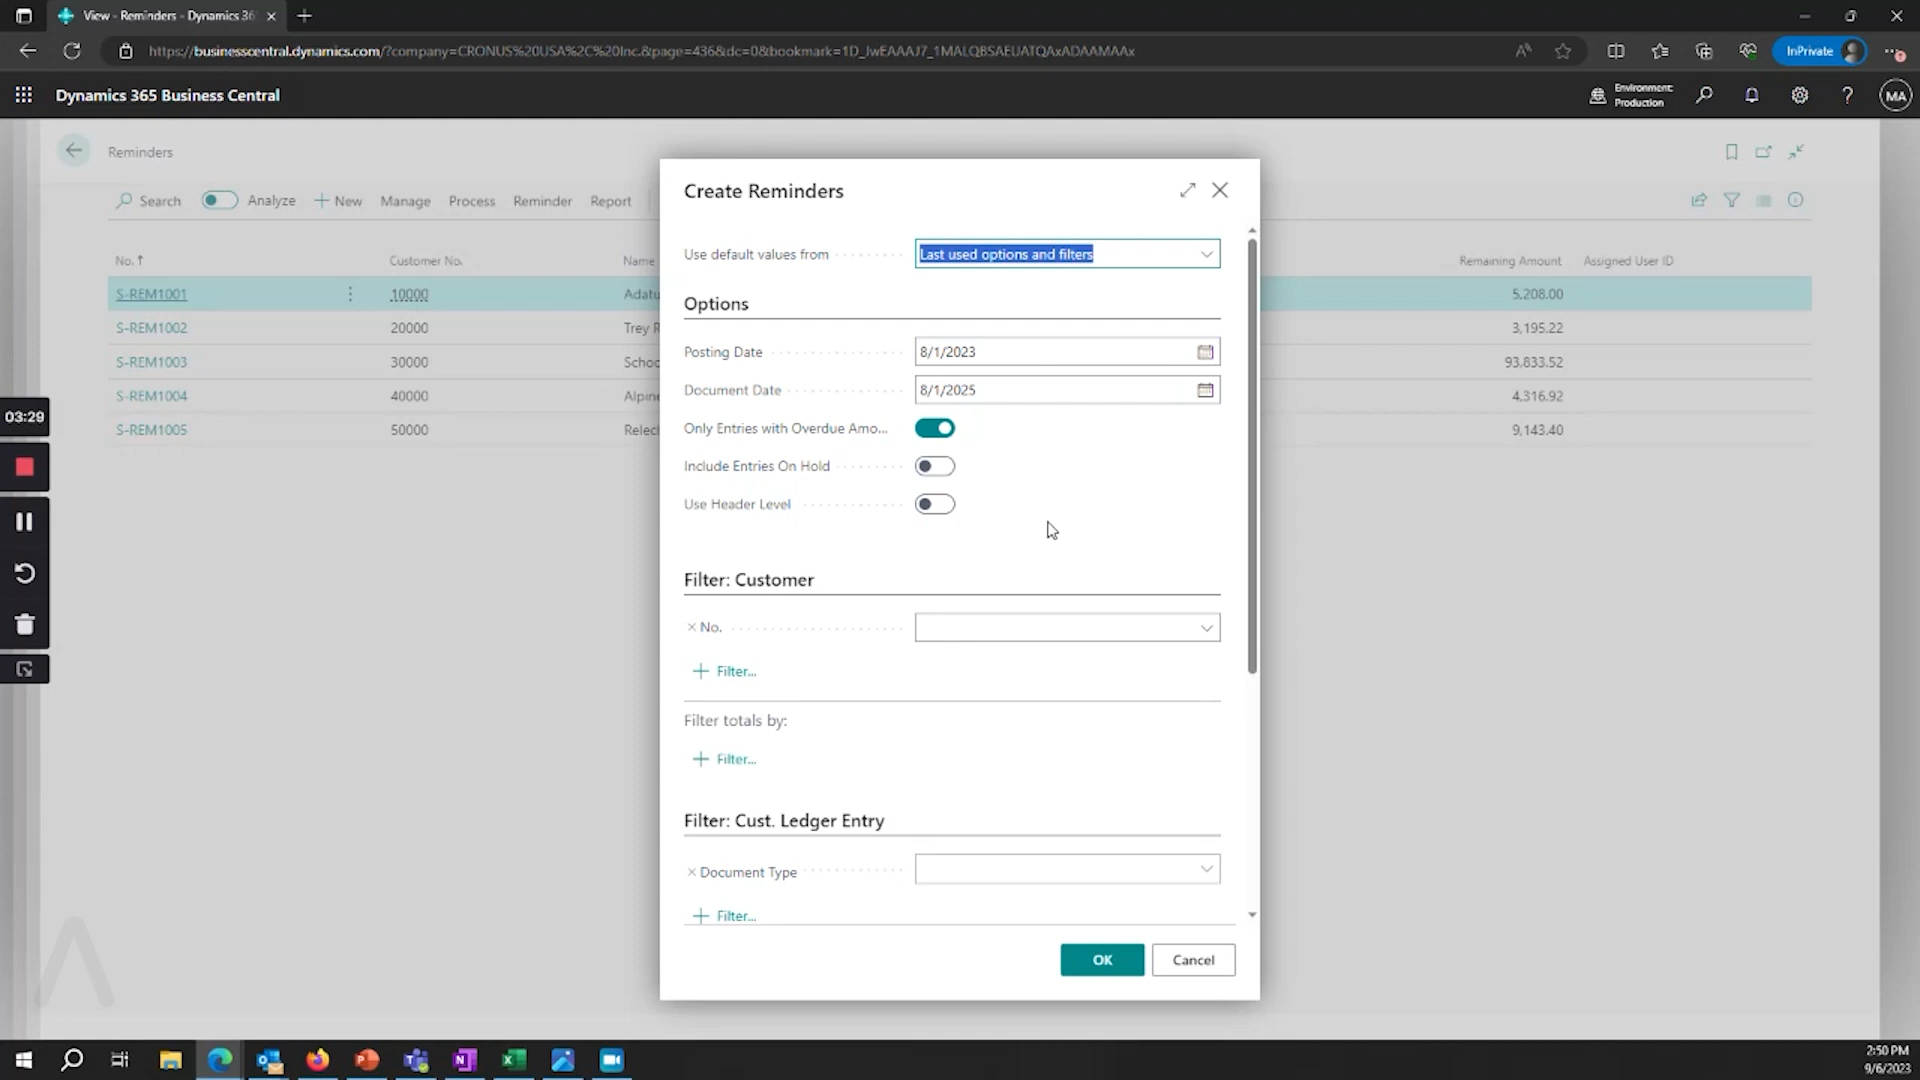 View - Reminders - Dynamics 36
https://businesscentral.dynamics.com/?company=CRONUS%20USA%2C%20Inc.&page=436&dc=0&bookmark=1D_JwEAAAJ7_1MALQBSAEUATQAxADAAMAAx
InPrivate
Dynamics 365 Business Central
Environment:
Production
MA
Reminders
Search
Analyze
New
Manage
Process
Reminder
Report
No. ↑
Customer No.
Name
Remaining Amount
Assigned User ID
S-REM1001 10000 Adatu 5,208.00
S-REM1002 20000 Trey R 3,195.22
S-REM1003 30000 Schoo 93,833.52
S-REM1004 40000 Alpine 4,316.92
S-REM1005 50000 Relecl 9,143.40
03:29
Create Reminders
Use default values from Last used options and filters
Options
Posting Date 8/1/2023
Document Date 8/1/2025
Only Entries with Overdue Amo...
Include Entries On Hold
Use Header Level
Filter: Customer
× No.
+ Filter...
Filter totals by:
+ Filter...
Filter: Cust. Ledger Entry
× Document Type
+ Filter...
OK
Cancel
2:50 PM
9/6/2023